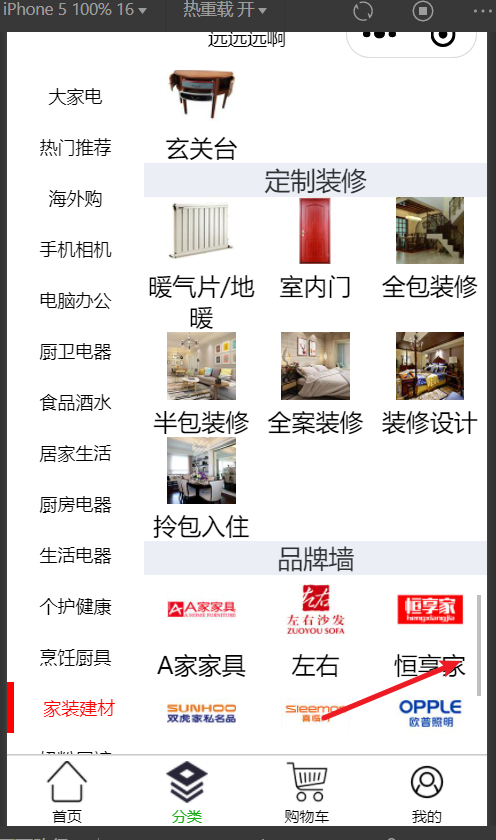 iPhone 5 100% 16
热重载 开
远远远啊
大家电
热门推荐
海外购
手机相机
电脑办公
厨卫电器
食品酒水
居家生活
厨房电器
生活电器
个护健康
烹饪厨具
家装建材
玄关台
定制装修
暖气片/地
暖
室内门
全包装修
半包装修
全案装修
装修设计
拎包入住
品牌墙
A家家具
A HOME FURNITURE
左右
左右沙发
ZUOYOU SOFA
恒享家
hengxiangjia
A家家具
左右
恒享家
SUNHOO
双虎家私名品
Sleemon
OPPLE
欧普照明
首页
分类
购物车
我的